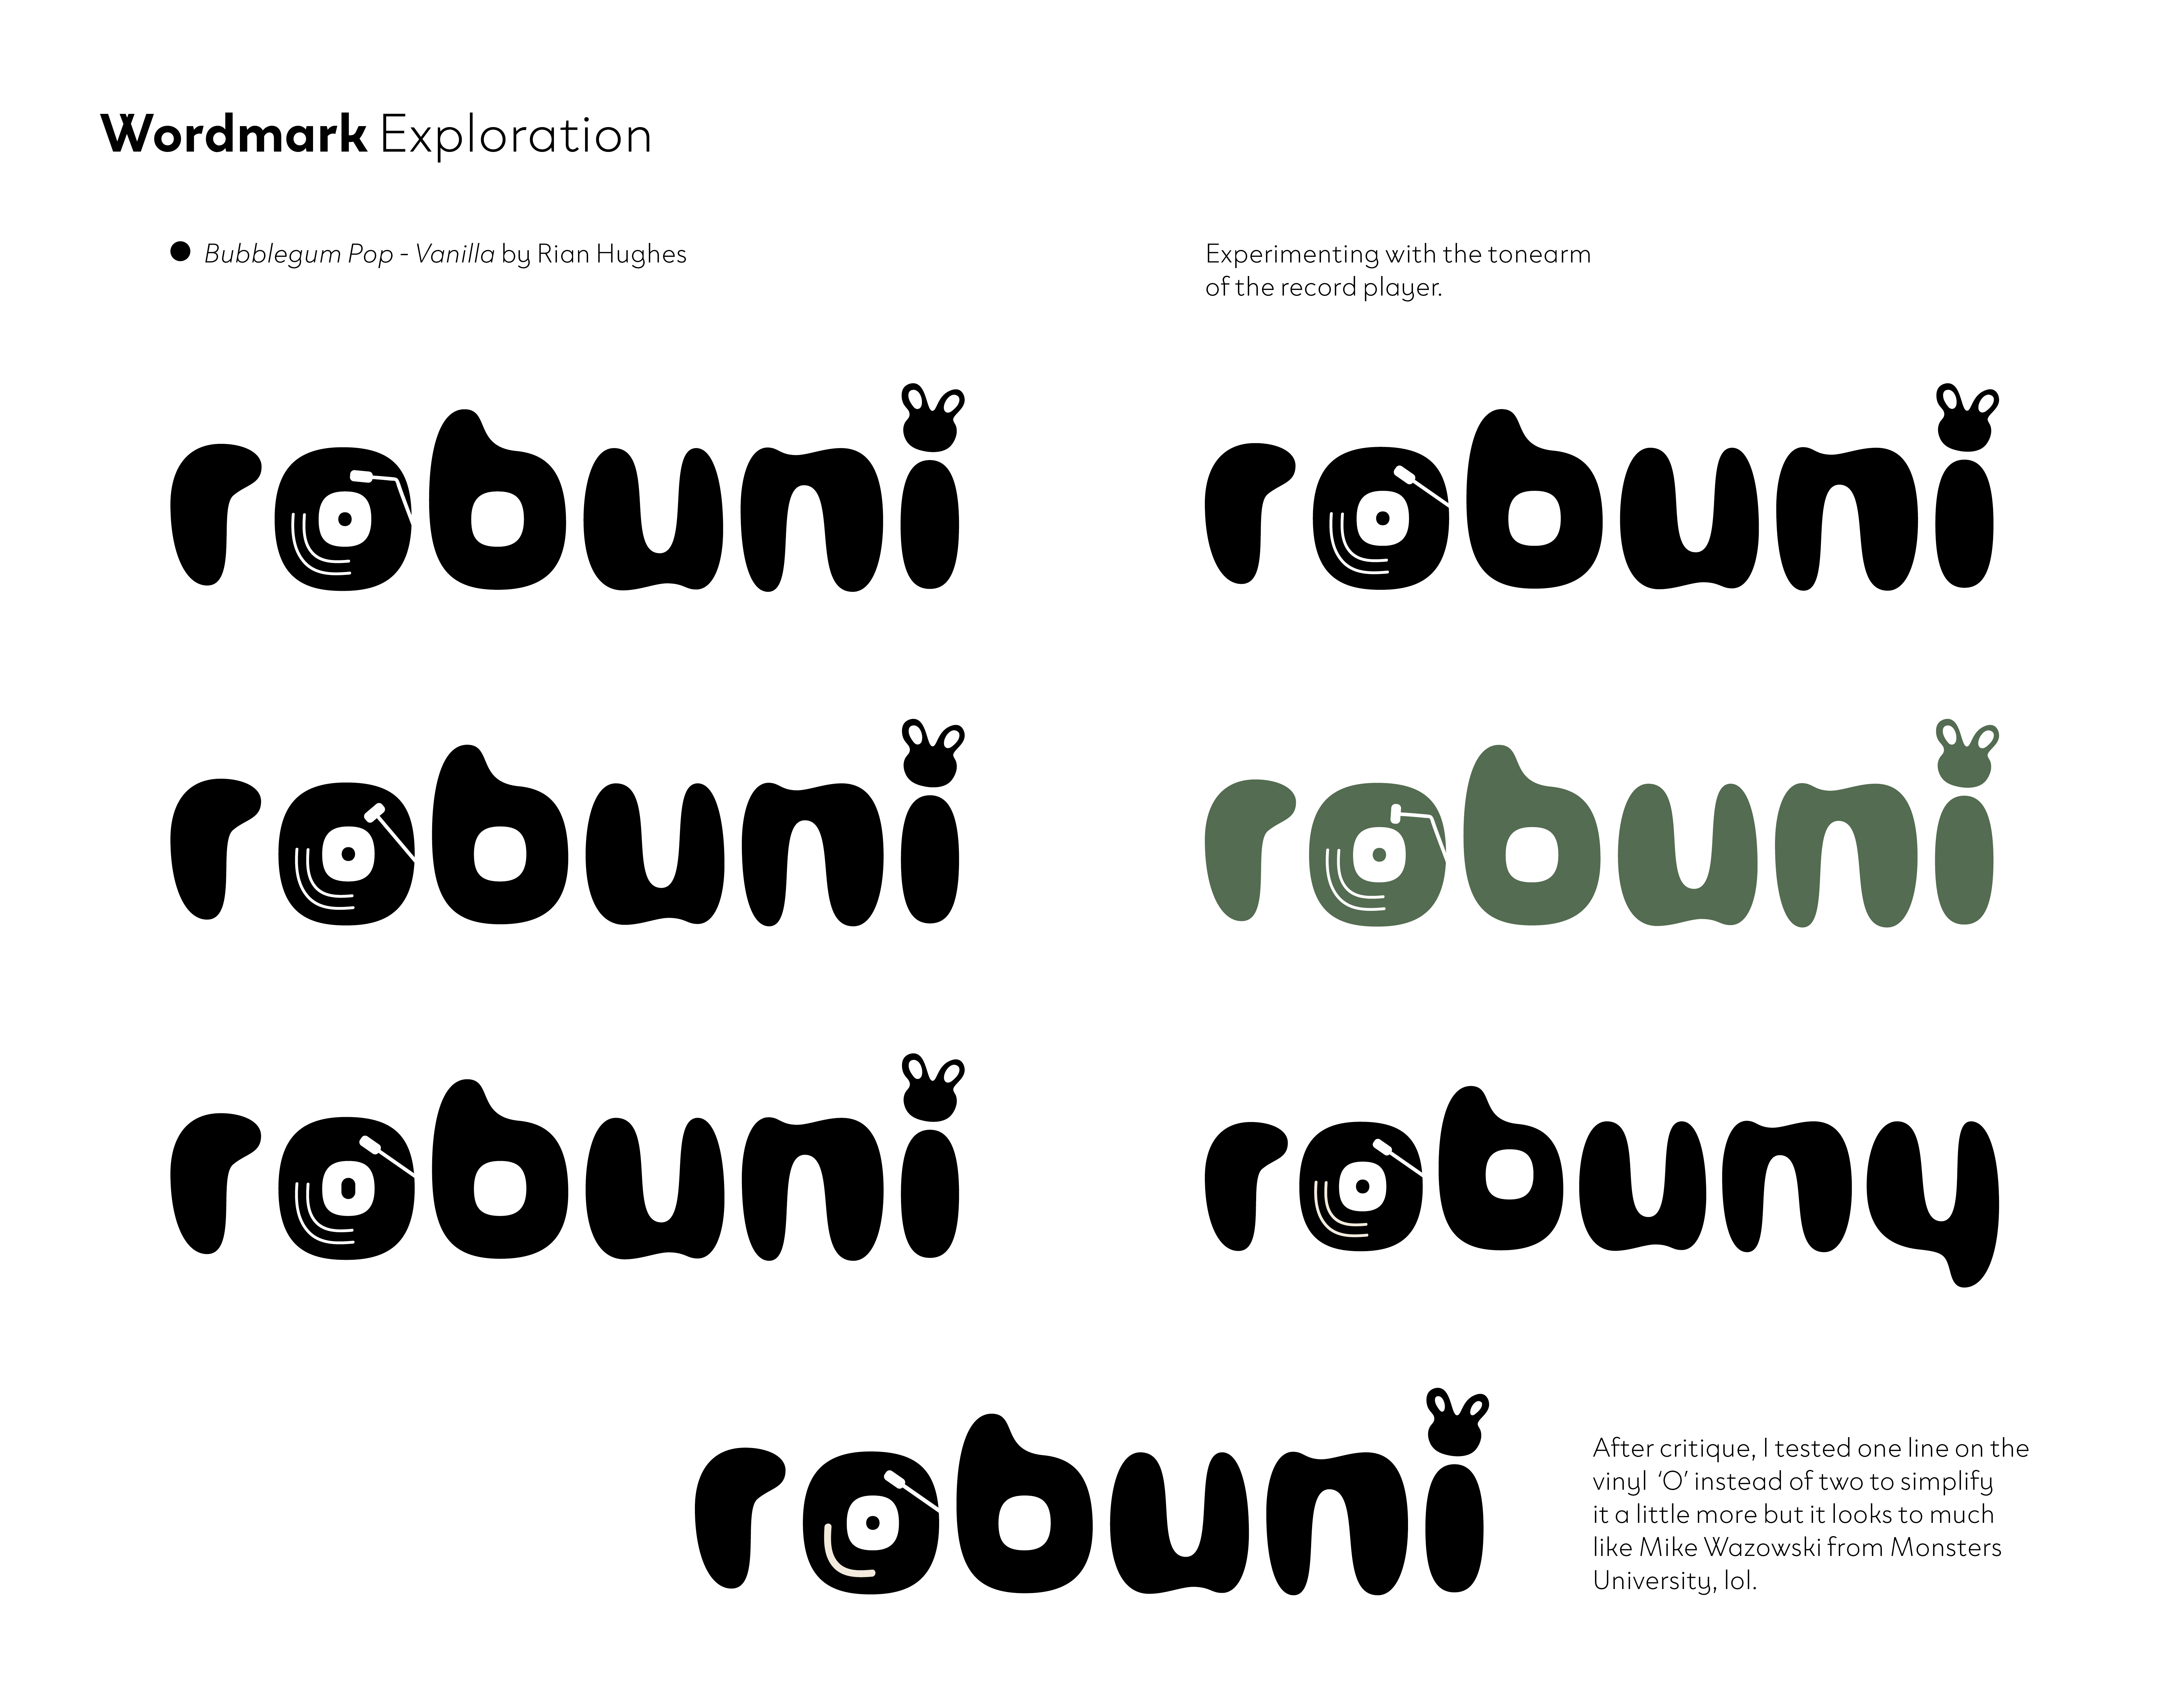 Wordmark Exploration
Bubblegum Pop - Vanilla by Rian Hughes
Experimenting with the tonearm
of the record player.
robuni
robuni
robuni
robuni
robuni
robuny
robuni
After critique, I tested one line on the
vinyl ‘O’ instead of two to simplify
it a little more but it looks to much
like Mike Wazowski from Monsters
University, lol.